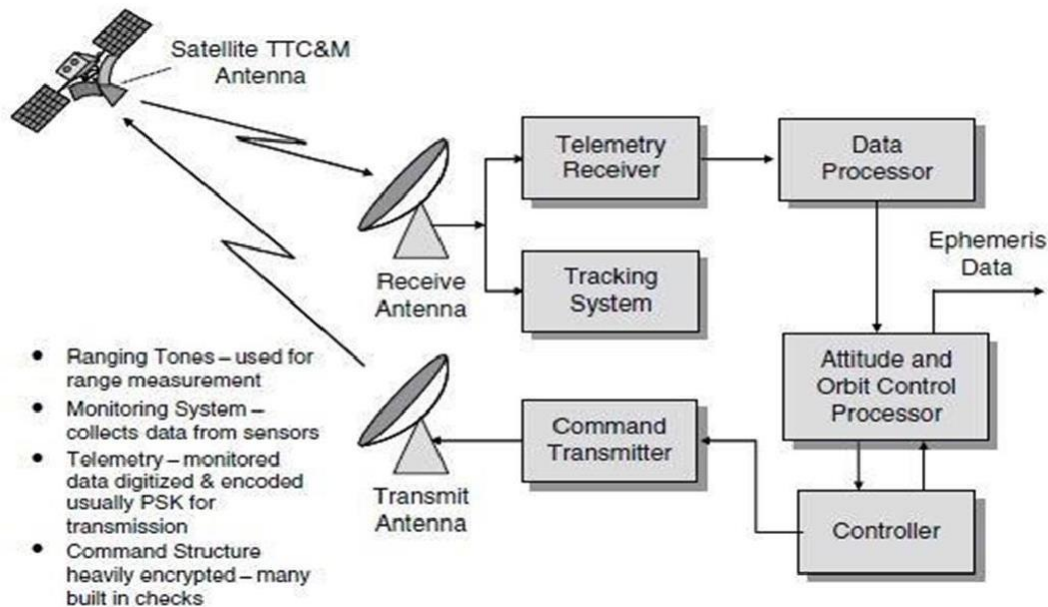 Satellite TTC&M
Antenna
Telemetry
Receiver
Data
Processor
Ephemeris
Data
Receive
Antenna
Tracking
System
Attitude and
Orbit Control
Processor
Command
Transmitter
Transmit
Antenna
Controller
● Ranging Tones – used for
range measurement
● Monitoring System –
collects data from sensors
● Telemetry – monitored
data digitized & encoded
usually PSK for
transmission
● Command Structure
heavily encrypted – many
built in checks